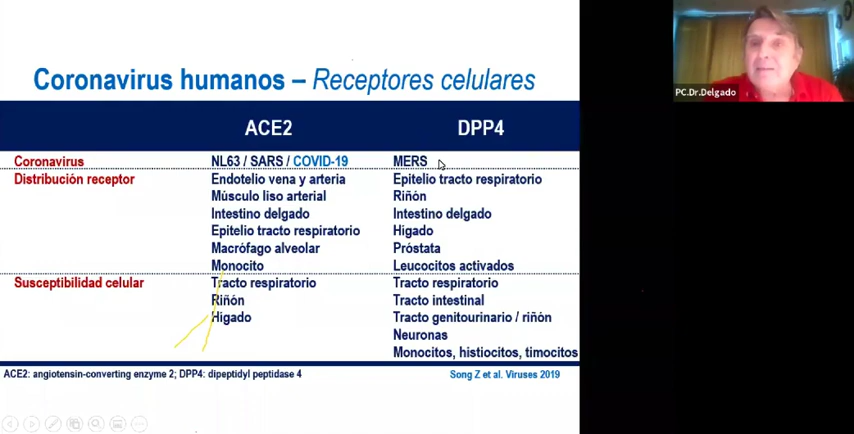 PC.Dr.Delgado
Coronavirus humanos – Receptores celulares
ACE2 DPP4
Coronavirus NL63 / SARS / COVID-19 MERS
Distribución receptor Endotelio vena y arteria Epitelio tracto respiratorio
Músculo liso arterial Riñón
Intestino delgado Intestino delgado
Epitelio tracto respiratorio Hígado
Macrófago alveolar Próstata
Monocito Leucocitos activados
Susceptibilidad celular Tracto respiratorio Tracto respiratorio
Riñón Tracto intestinal
Hígado Tracto genitourinario / riñón
Neuronas
Monocitos, histiocitos, timocitos
ACE2: angiotensin-converting enzyme 2; DPP4: dipeptidyl peptidase 4 Song Z et al. Viruses 2019